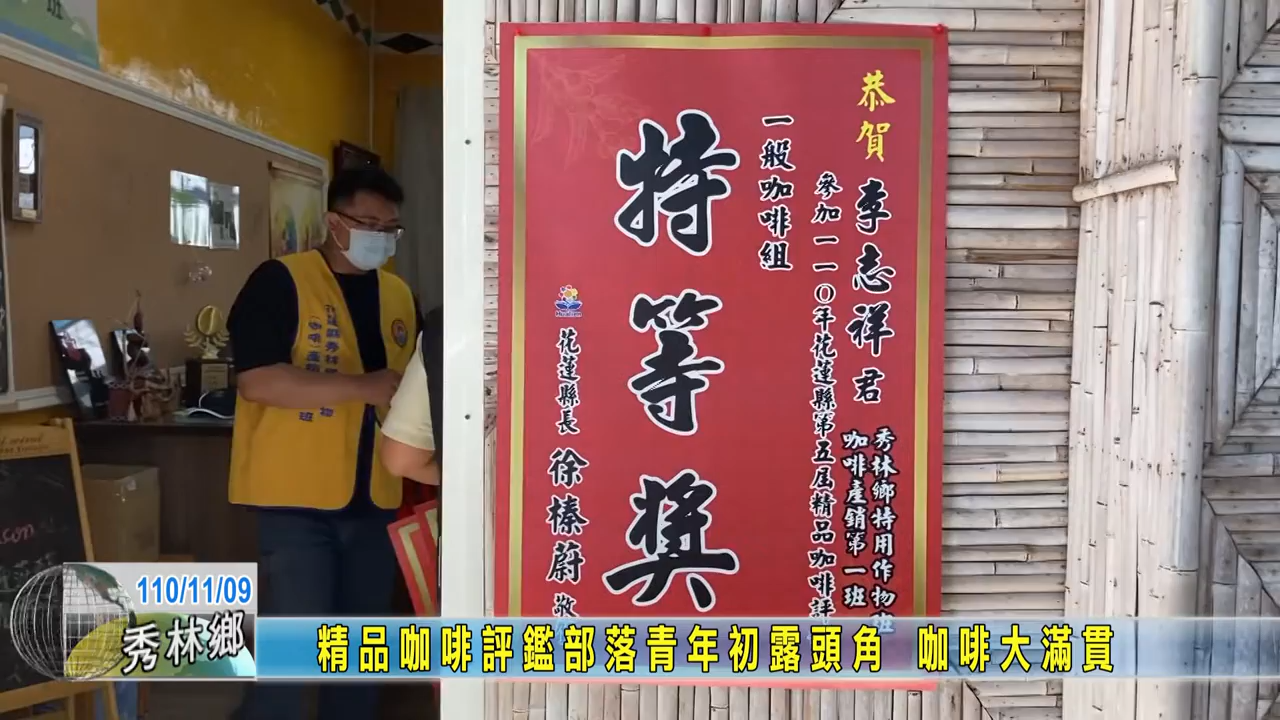 恭賀 李志祥君
秀林鄉特用作物班
咖啡產銷第一班
參加一一〇年花蓮縣第五屆精品咖啡評
一般咖啡組
特等獎
花蓮縣長 徐榛蔚 敬
Hualien
班
110/11/09
秀林鄉
精品咖啡評鑑部落青年初露頭角 咖啡大滿貫